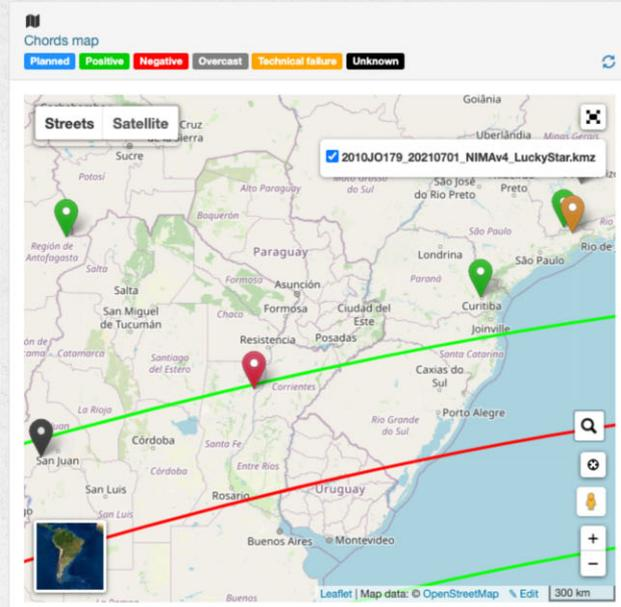 Chords map
Planned Positive Negative Overcast Technical failure Unknown
Goiânia
Streets Satellite
Cruz
Sierra
Uberlândia
Minas Gerais
2010JO179_20210701_NIMAv4_LuckyStar.kmz
Sucre
Potosí
Alto Paraguay
do Sul
São José
do Rio Preto
Preto
Boquerón
Región de
Antofagasta
Paraguay
São Paulo
Rio
Rio de
Londrina
São Paulo
Salta
Salta
Formosa
Asunción
Paraná
San Miguel
de Tucumán
Chaco
Formosa
Ciudad del
Este
Curitiba
Joinville
Catamarca
Santiago
del Estero
Resistencia
Posadas
Santa Catarina
Corrientes
Caxias do
Sul
La Rioja
Porto Alegre
Rio Grande
do Sul
San Juan
Córdoba
Santa Fe
Córdoba
Entre Ríos
San Luis
San Luis
Rosario
Uruguay
Buenos Aires
Montevideo
Buenos
Leaflet | Map data: © OpenStreetMap Edit
300 km